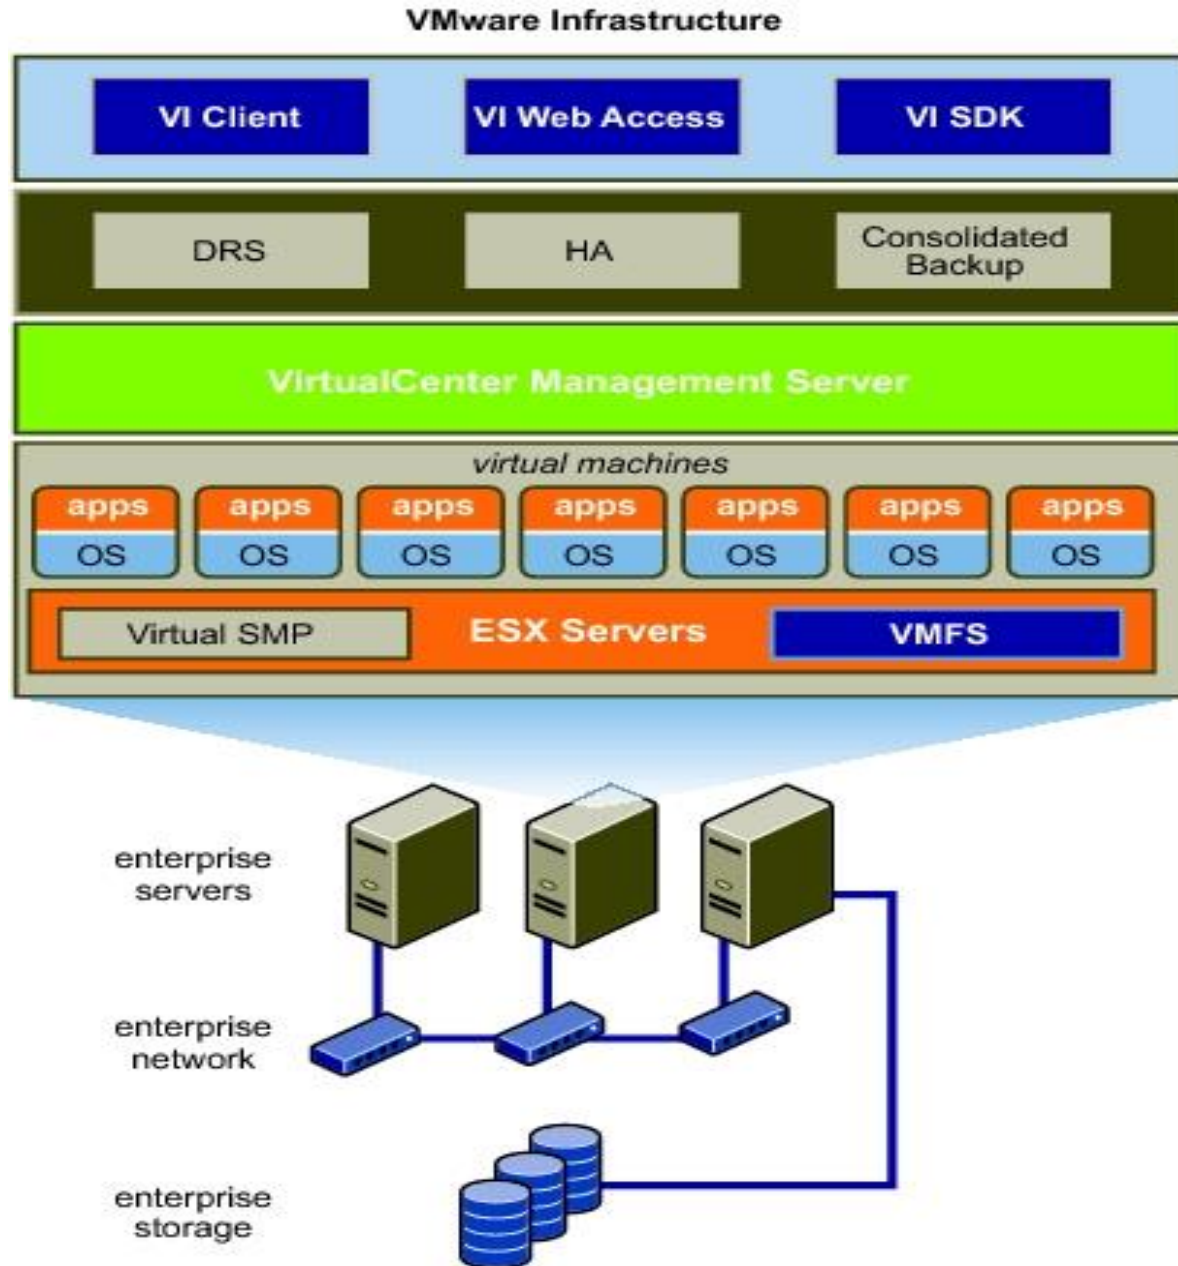 VMware Infrastructure
VI Client
VI Web Access
VI SDK
DRS
HA
Consolidated
Backup
VirtualCenter Management Server
virtual machines
apps
apps
apps
apps
apps
apps
apps
OS
OS
OS
OS
OS
OS
OS
Virtual SMP
ESX Servers
VMFS
enterprise
servers
enterprise
network
enterprise
storage